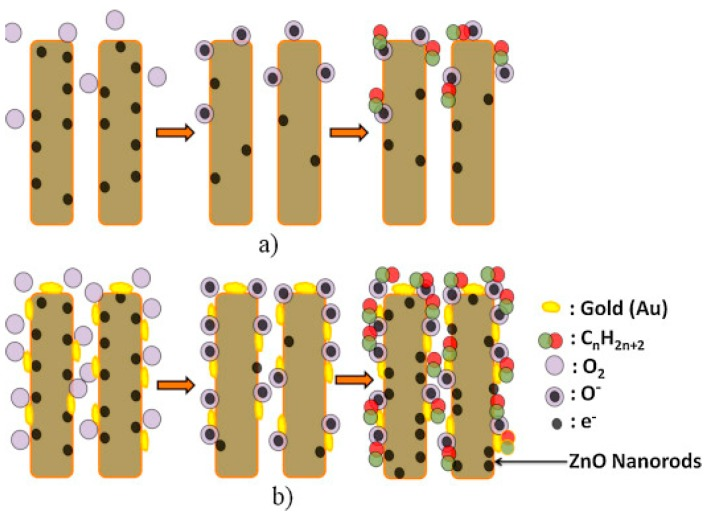 a)
: Gold (Au)
: CnH2n+2
: O2
: O-
: e-
ZnO Nanorods
b)